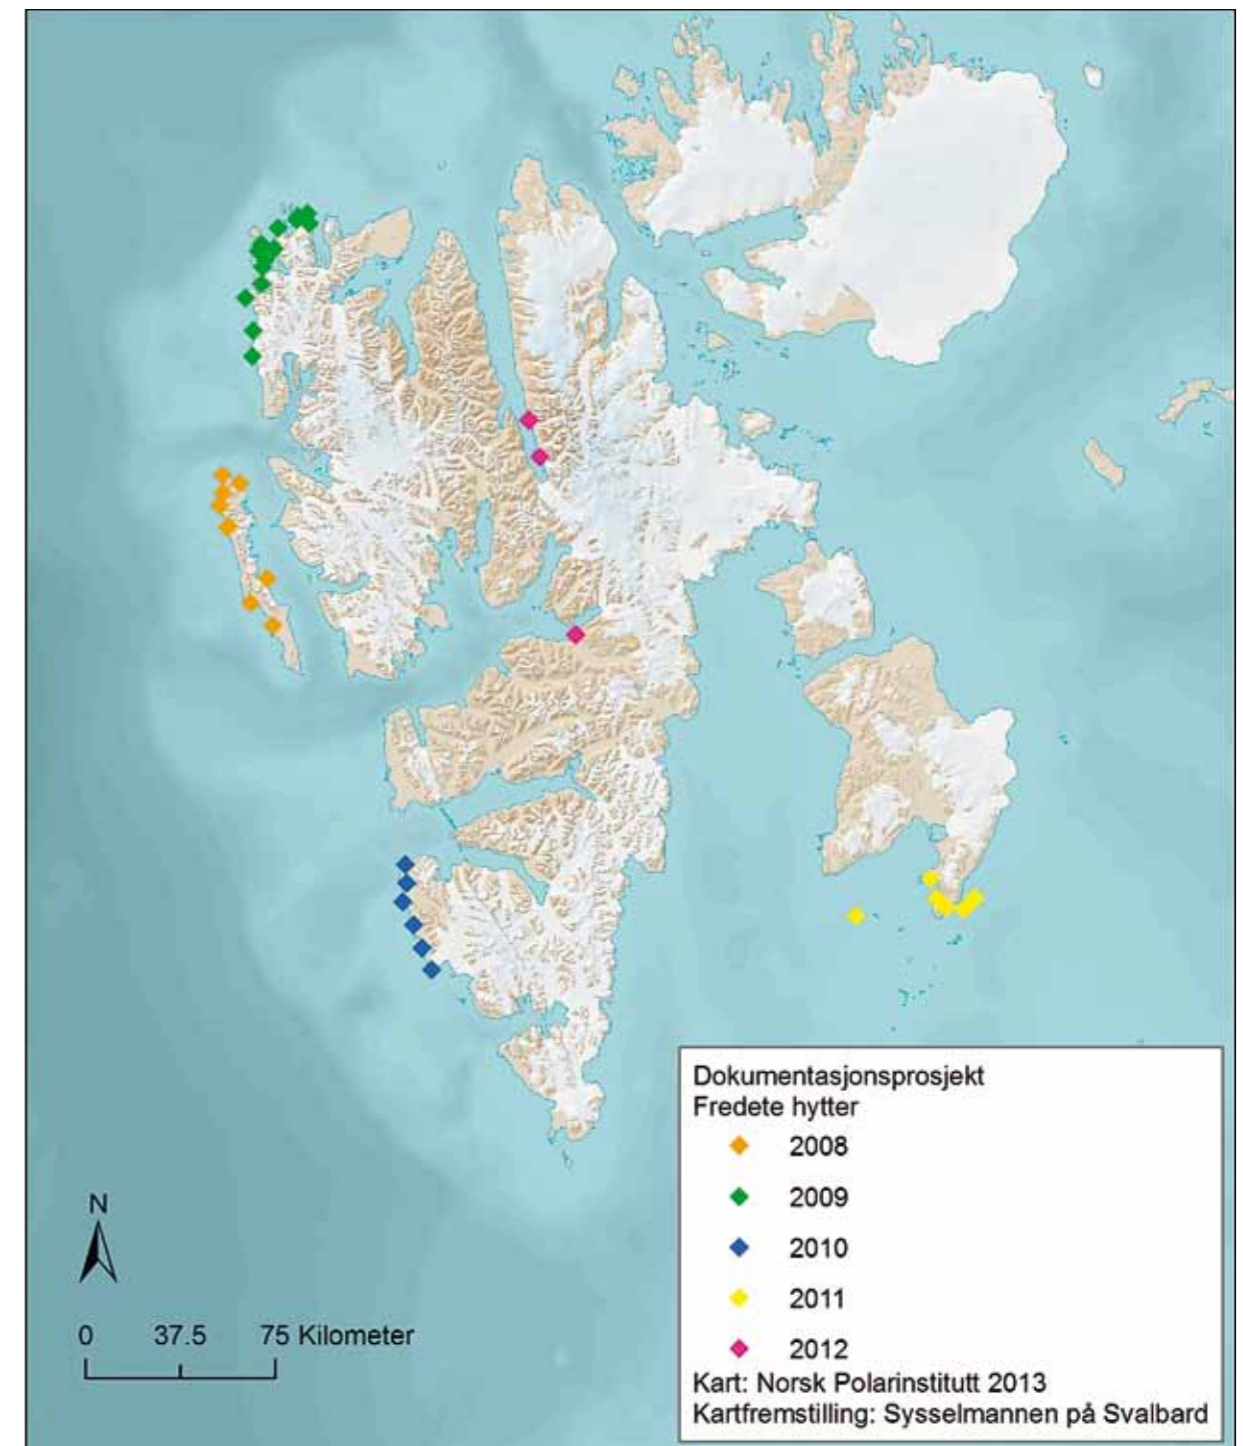 N
0 37.5 75 Kilometer
Dokumentasjonsprosjekt
Fredete hytter
2008
2009
2010
2011
2012
Kart: Norsk Polarinstitutt 2013
Kartfremstilling: Sysselmannen på Svalbard